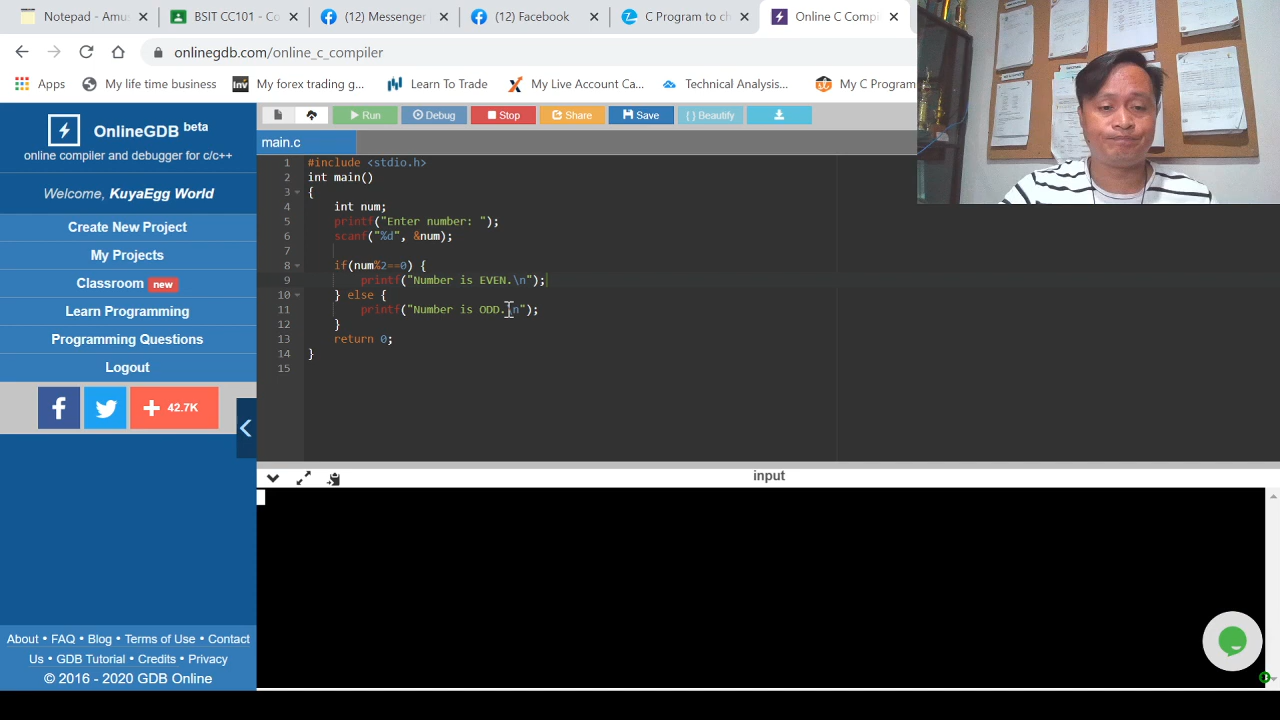 Notepad - Amus
BSIT CC101 - Co
(12) Messenger
(13) Facebook
C Program to ch
Online C Compi
onlinegdb.com/online_c_compiler
Apps
My life time business
My forex trading g...
Learn To Trade
My Live Account Ca...
Technical Analysis...
My C Program
OnlineGDB beta
online compiler and debugger for c/c++
Welcome, KuyaEgg World
Create New Project
My Projects
Classroom new
Learn Programming
Programming Questions
Logout
42.7K
About • FAQ • Blog • Terms of Use • Contact
Us • GDB Tutorial • Credits • Privacy
© 2016 - 2020 GDB Online
Run Debug Stop Share Save { } Beautify
main.c
1 #include <stdio.h>
2 int main()
3 {
4 int num;
5 printf("Enter number: ");
6 scanf("%d", &num);
7
8 if(num%2==0) {
9 printf("Number is EVEN.\n");
10 } else {
11 printf("Number is ODD.\n");
12 }
13 return 0;
14 }
15
input